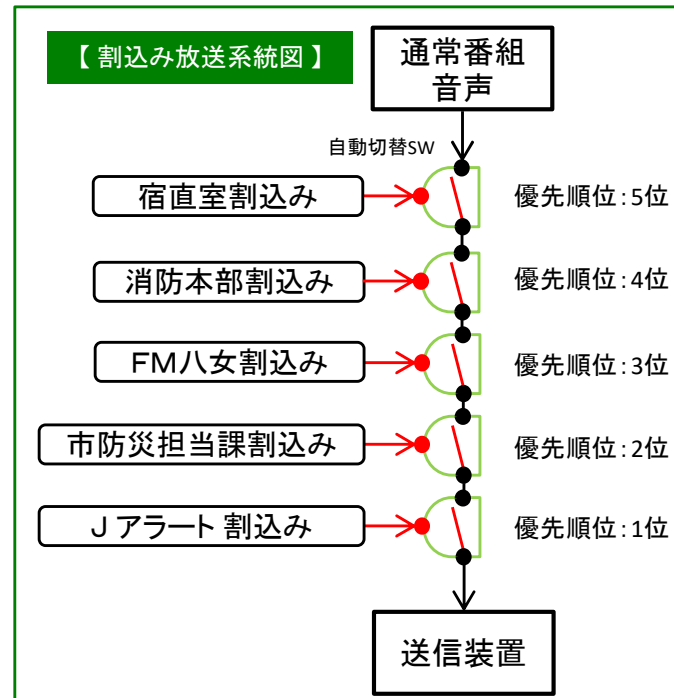 【 割込み放送系統図 】
通常番組
音声
自動切替SW
宿直室割込み
優先順位:5位
消防本部割込み
優先順位:4位
FM八女割込み
優先順位:3位
市防災担当課割込み
優先順位:2位
Jアラート 割込み
優先順位:1位
送信装置